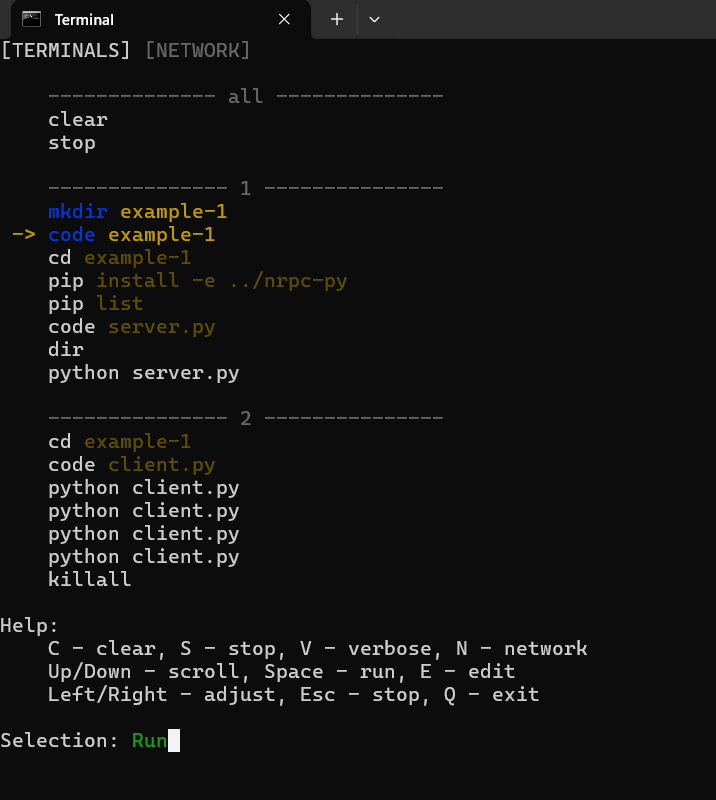 Terminal
[TERMINALS] [NETWORK]
-------------- all --------------
clear
stop
--------------- 1 ---------------
mkdir example-1
-> code example-1
cd example-1
pip install -e ../nrpc-py
pip list
code server.py
dir
python server.py
--------------- 2 ---------------
cd example-1
code client.py
python client.py
python client.py
python client.py
python client.py
killall
Help:
C - clear, S - stop, V - verbose, N - network
Up/Down - scroll, Space - run, E - edit
Left/Right - adjust, Esc - stop, Q - exit
Selection: Run